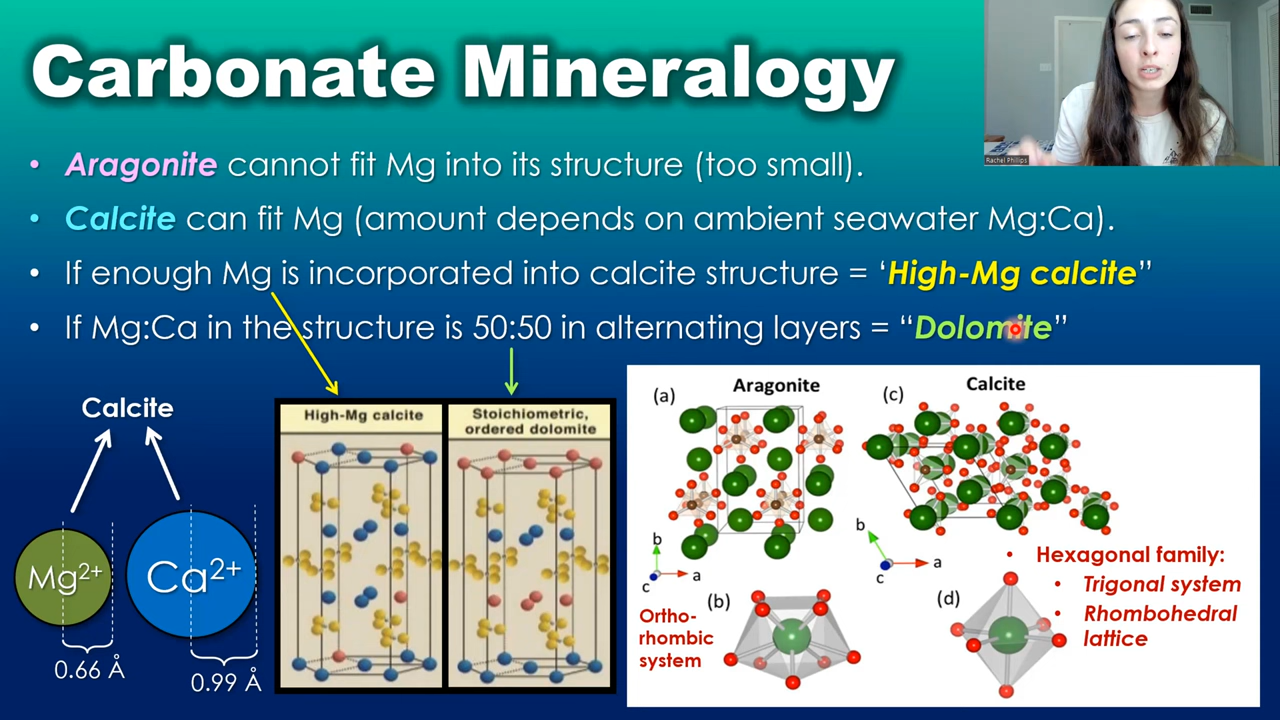 Carbonate Mineralogy
Rachel Phillips
• Aragonite cannot fit Mg into its structure (too small).
• Calcite can fit Mg (amount depends on ambient seawater Mg:Ca).
• If enough Mg is incorporated into calcite structure = ‘High-Mg calcite”
• If Mg:Ca in the structure is 50:50 in alternating layers = “Dolomite”
Calcite
Mg2+
Ca2+
0.66 Å
0.99 Å
High-Mg calcite
Stoichiometric,
ordered dolomite
(a)
Aragonite
b
a
c
Ortho-
rhombic
system
(b)
(c)
Calcite
b
a
c
• Hexagonal family:
• Trigonal system
• Rhombohedral
lattice
(d)